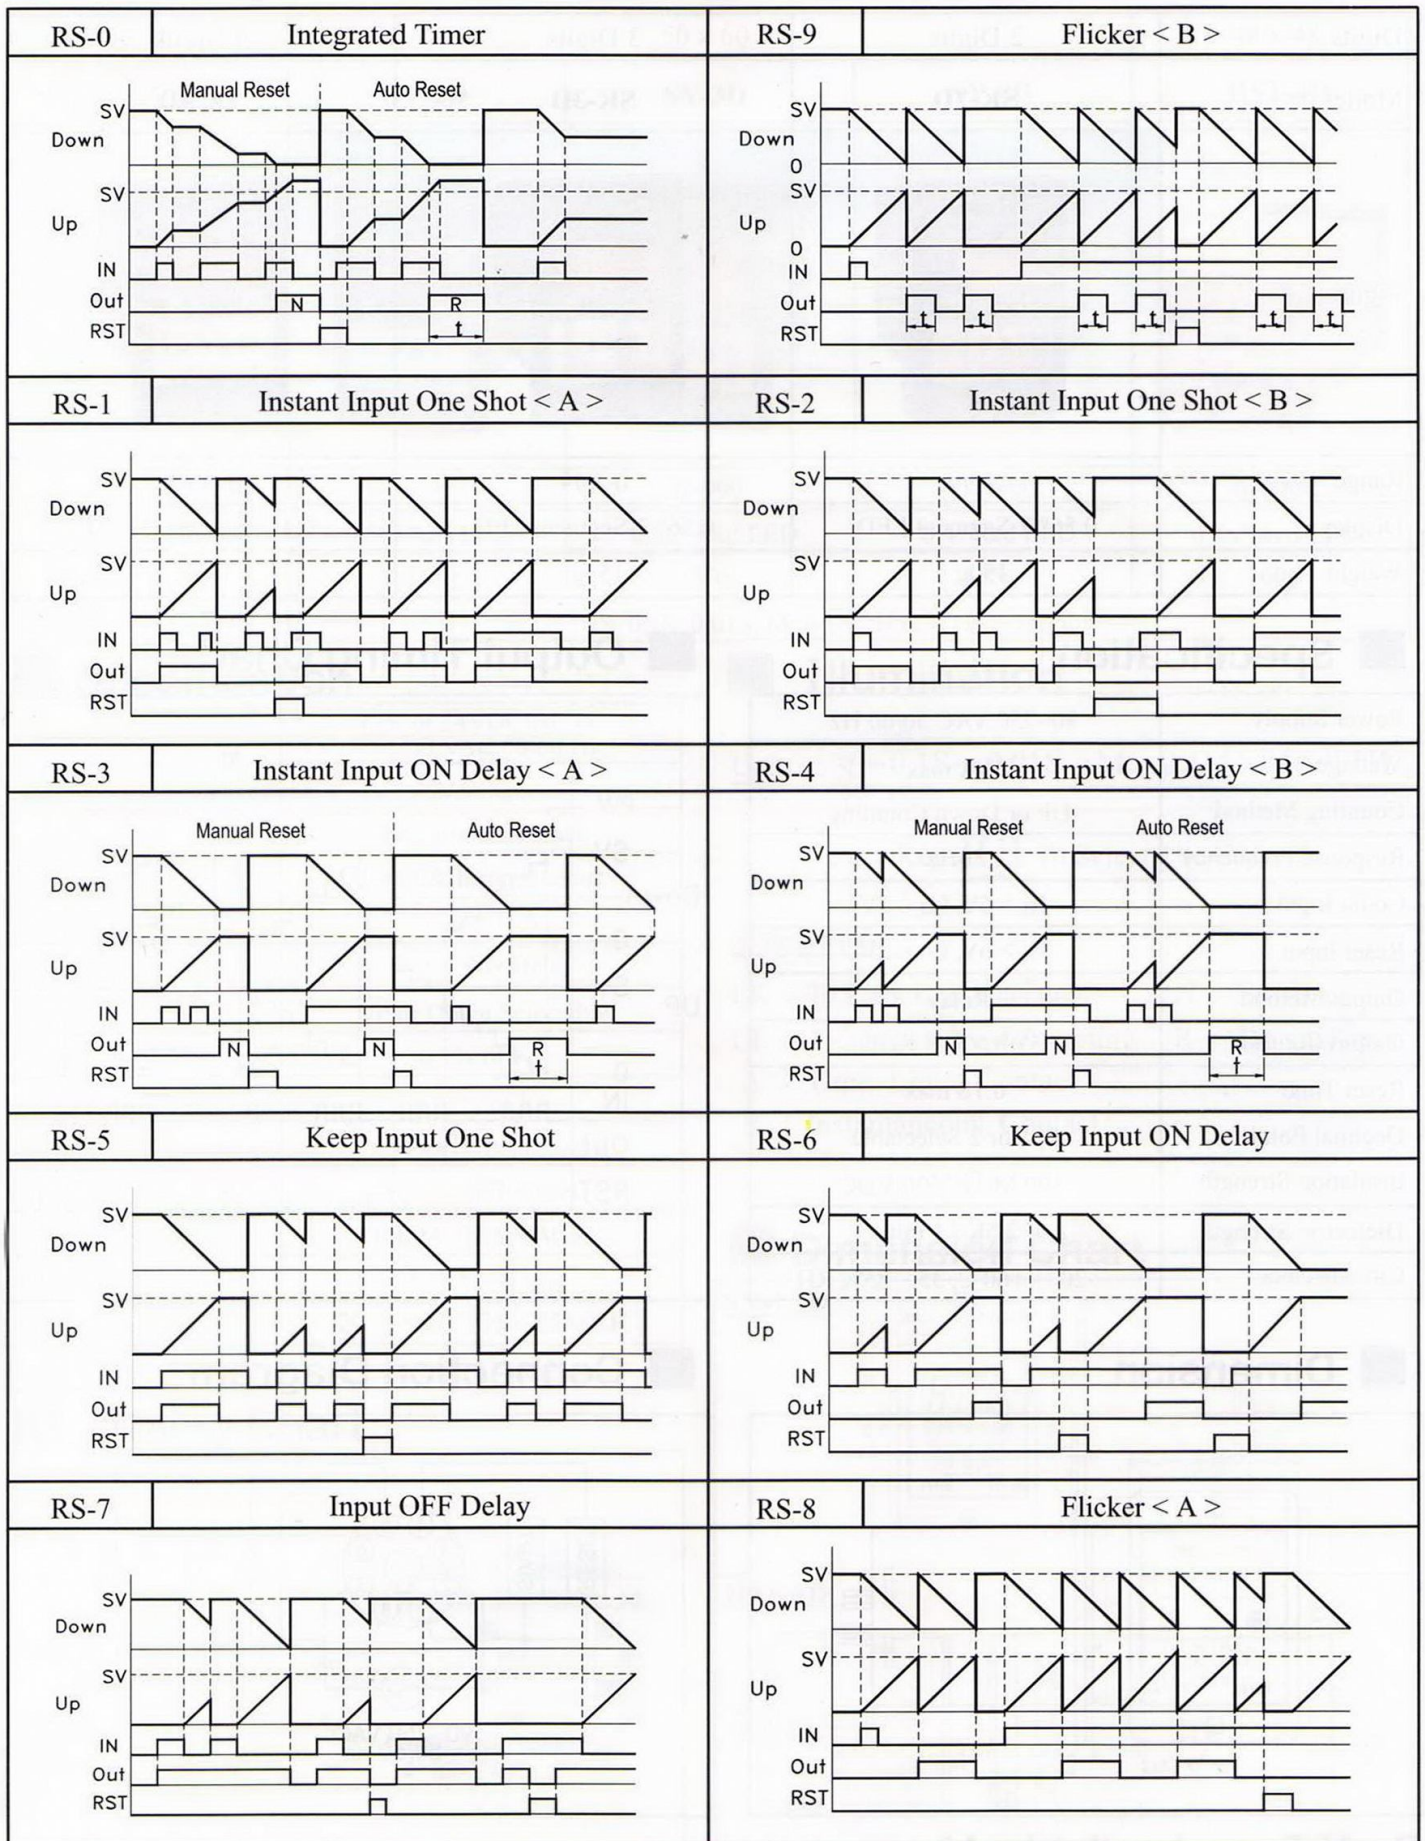 RS-0 Integrated Timer
Manual Reset Auto Reset
SV
Down
SV
Up
IN
Out N R
RST t
RS-9 Flicker < B >
SV
Down
O
SV
Up
O
IN
Out t t t t t t
RST
RS-1 Instant Input One Shot < A >
SV
Down
SV
Up
IN
Out
RST
RS-2 Instant Input One Shot < B >
SV
Down
SV
Up
IN
Out
RST
RS-3 Instant Input ON Delay < A >
Manual Reset Auto Reset
SV
Down
SV
Up
IN
Out N N R
RST t
RS-4 Instant Input ON Delay < B >
Manual Reset Auto Reset
SV
Down
SV
Up
IN
Out N N R
RST t
RS-5 Keep Input One Shot
SV
Down
SV
Up
IN
Out
RST
RS-6 Keep Input ON Delay
SV
Down
SV
Up
IN
Out
RST
RS-7 Input OFF Delay
SV
Down
SV
Up
IN
Out
RST
RS-8 Flicker < A >
SV
Down
SV
Up
IN
Out
RST